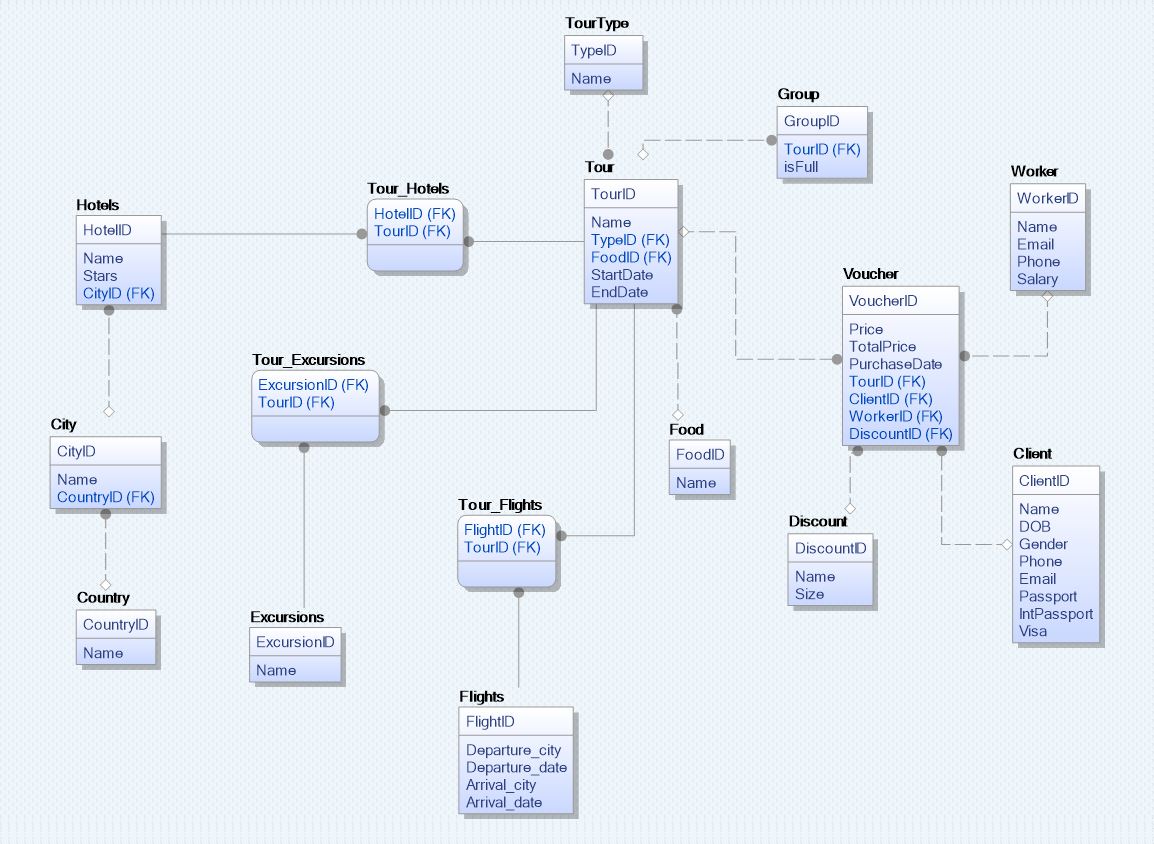 TourType
TypeID
Name
Group
GroupID
TourID (FK)
isFull
Tour
TourID
Name
TypeID (FK)
FoodID (FK)
StartDate
EndDate
Worker
WorkerID
Name
Email
Phone
Salary
Tour_Hotels
HotelID (FK)
TourID (FK)
Hotels
HotelID
Name
Stars
CityID (FK)
Voucher
VoucherID
Price
TotalPrice
PurchaseDate
TourID (FK)
ClientID (FK)
WorkerID (FK)
DiscountID (FK)
Tour_Excursions
ExcursionID (FK)
TourID (FK)
City
CityID
Name
CountryID (FK)
Food
FoodID
Name
Client
ClientID
Name
DOB
Gender
Phone
Email
Passport
IntPassport
Visa
Tour_Flights
FlightID (FK)
TourID (FK)
Discount
DiscountID
Name
Size
Country
CountryID
Name
Excursions
ExcursionID
Name
Flights
FlightID
Departure_city
Departure_date
Arrival_city
Arrival_date